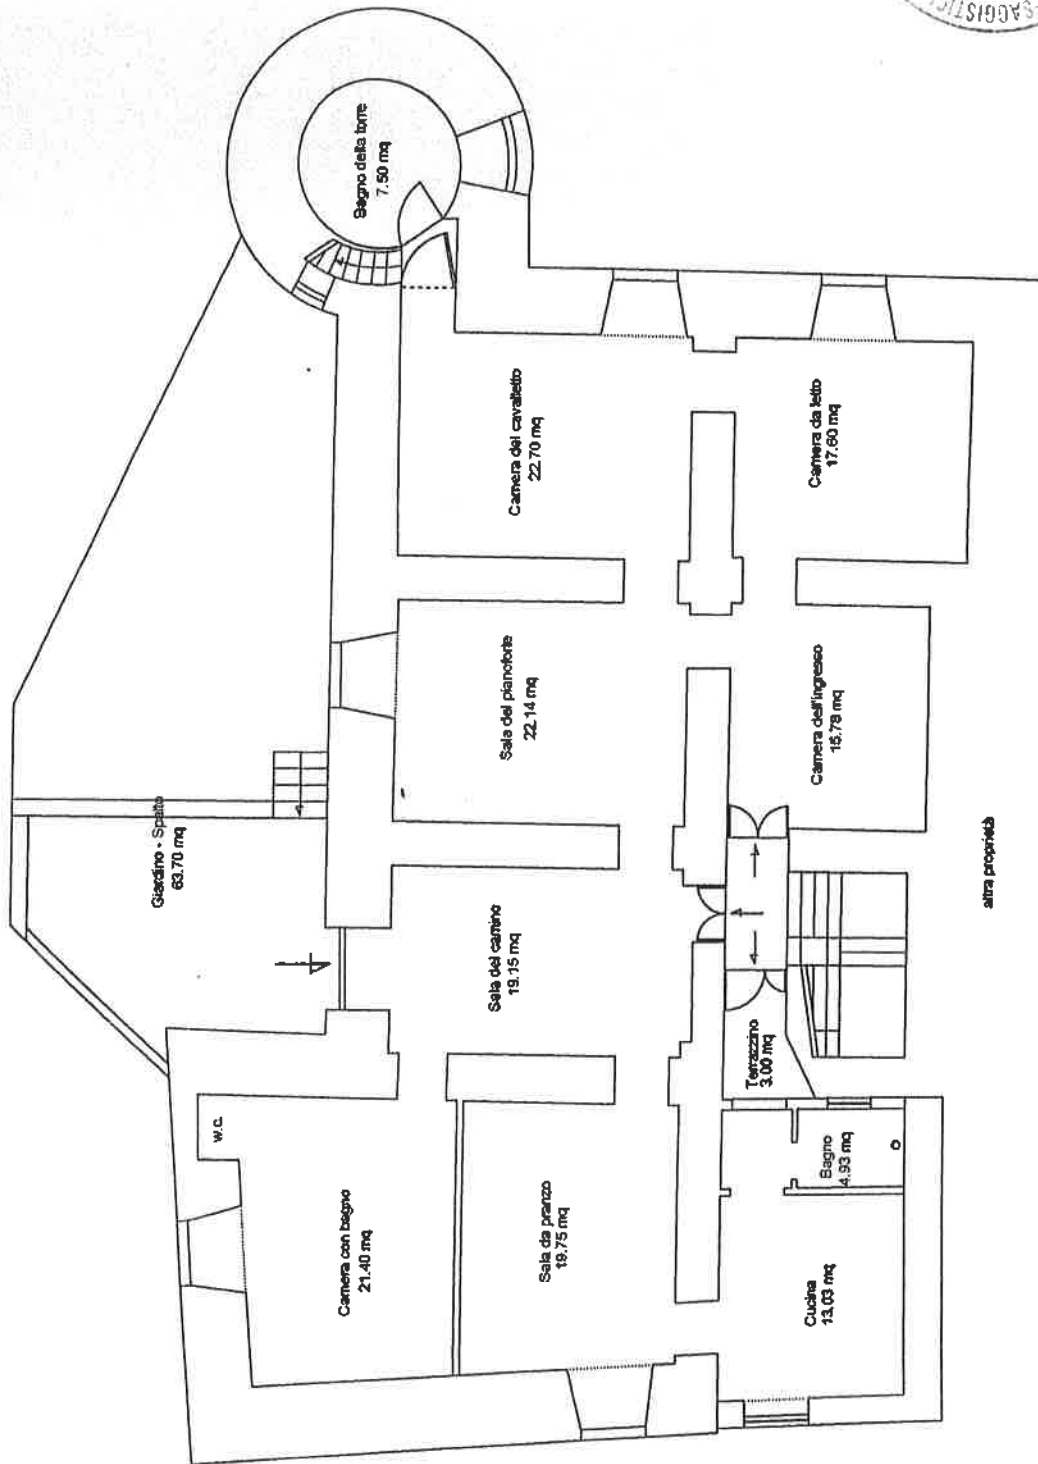 Bagno della torre
7.50 mq
Camera del cavalletto
22.70 mq
Camera da letto
17.60 mq
Sala del pianoforte
22.14 mq
Camera dell'ingresso
15.78 mq
Giardino - Spalto
63.70 mq
Sala del camino
19.15 mq
altra proprietà
Terrazzino
3.00 mq
w.c.
Camera con bagno
21.40 mq
Sala da pranzo
19.75 mq
Bagno
4.93 mq
Cucina
13.03 mq